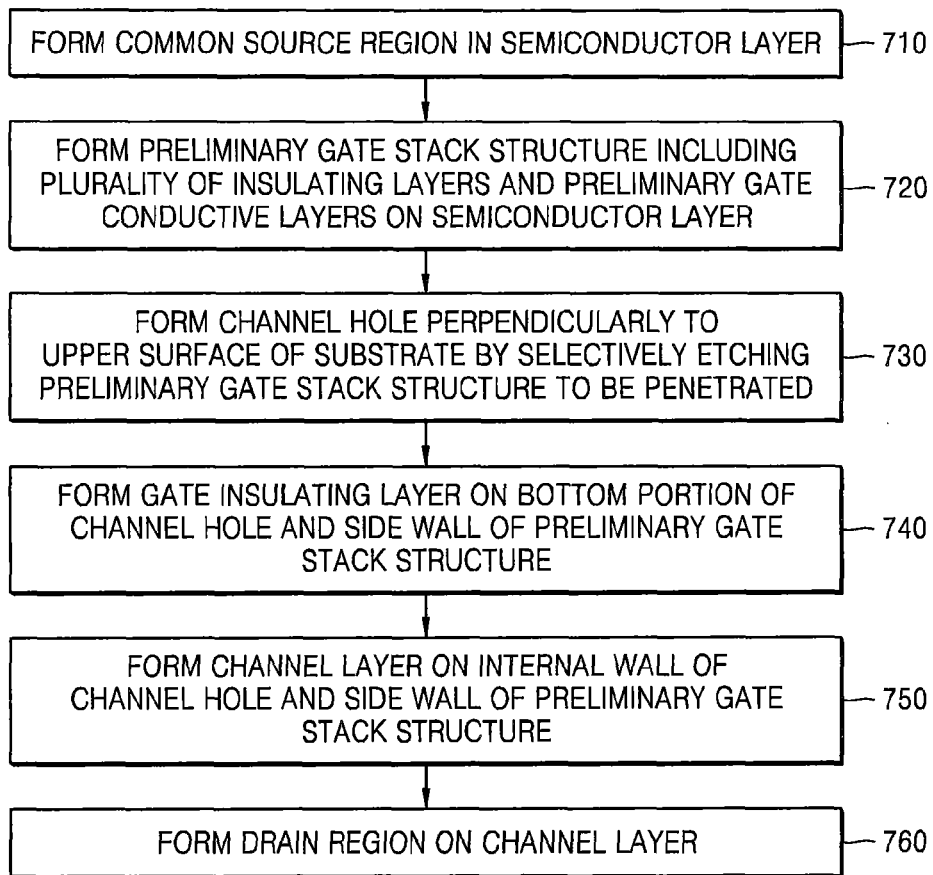 FORM COMMON SOURCE REGION IN SEMICONDUCTOR LAYER
710
FORM PRELIMINARY GATE STACK STRUCTURE INCLUDING
PLURALITY OF INSULATING LAYERS AND PRELIMINARY GATE
CONDUCTIVE LAYERS ON SEMICONDUCTOR LAYER
720
FORM CHANNEL HOLE PERPENDICULARLY TO
UPPER SURFACE OF SUBSTRATE BY SELECTIVELY ETCHING
PRELIMINARY GATE STACK STRUCTURE TO BE PENETRATED
730
FORM GATE INSULATING LAYER ON BOTTOM PORTION OF
CHANNEL HOLE AND SIDE WALL OF PRELIMINARY GATE
STACK STRUCTURE
740
FORM CHANNEL LAYER ON INTERNAL WALL OF
CHANNEL HOLE AND SIDE WALL OF PRELIMINARY GATE
STACK STRUCTURE
750
FORM DRAIN REGION ON CHANNEL LAYER
760